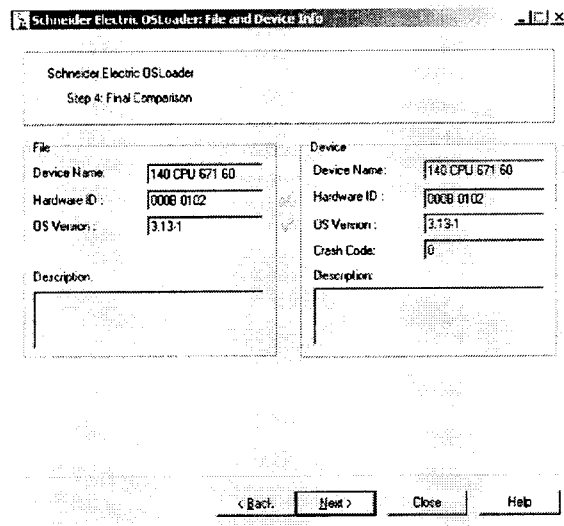 Schneider Electric OSLoader: File and Device Info
Schneider Electric OSLoader
Step 4: Final Comparison
File
Device Name: 140 CPU 671 60
Hardware ID : 000B 0102
OS Version : 3.13-1
Description:
Device
Device Name: 140 CPU 671 60
Hardware ID : 000B 0102
OS Version : 3.13-1
Crash Code: 0
Description:
< Back Next > Close Help